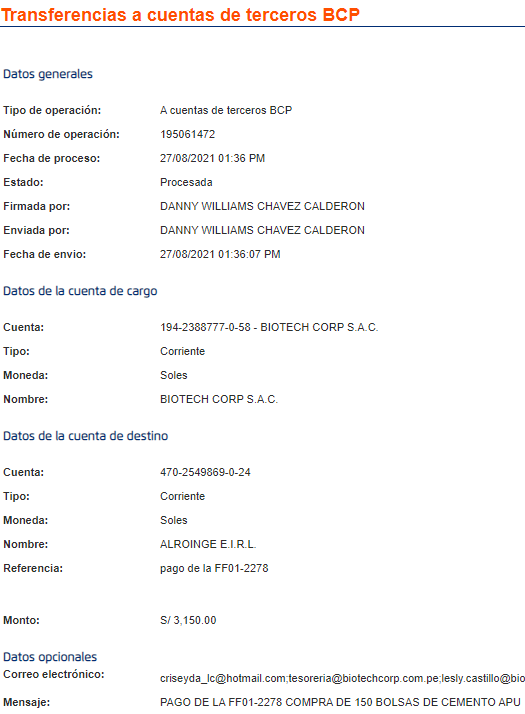 Transferencias a cuentas de terceros BCP
Datos generales
Tipo de operación: A cuentas de terceros BCP
Número de operación: 195061472
Fecha de proceso: 27/08/2021 01:36 PM
Estado: Procesada
Firmada por: DANNY WILLIAMS CHAVEZ CALDERON
Enviada por: DANNY WILLIAMS CHAVEZ CALDERON
Fecha de envio: 27/08/2021 01:36:07 PM
Datos de la cuenta de cargo
Cuenta: 194-2388777-0-58 - BIOTECH CORP S.A.C.
Tipo: Corriente
Moneda: Soles
Nombre: BIOTECH CORP S.A.C.
Datos de la cuenta de destino
Cuenta: 470-2549869-0-24
Tipo: Corriente
Moneda: Soles
Nombre: ALROINGE E.I.R.L.
Referencia: pago de la FF01-2278
Monto: S/ 3,150.00
Datos opcionales
Correo electrónico: criseyda_lc@hotmail.com;tesoreria@biotechcorp.com.pe;lesly.castillo@bio
Mensaje: PAGO DE LA FF01-2278 COMPRA DE 150 BOLSAS DE CEMENTO APU